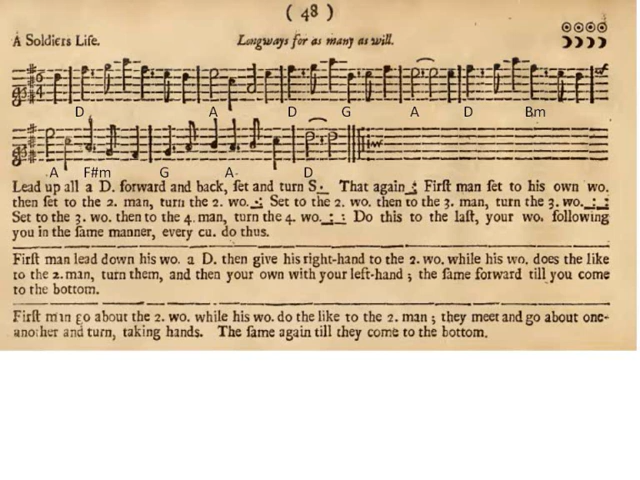 ( 48 )
A Soldiers Life. Longways for as many as will.
6
4
D A D G A D Bm
A F#m G A D
Lead up all a D. forward and back, ſet and turn S. That again Firſt man ſet to his own wo.
then ſet to the 2. man, turn the 2. wo. Set to the 2. wo. then to the 3. man, turn the 3. wo.
Set to the 3. wo. then to the 4. man, turn the 4. wo. Do this to the laſt, your wo. following
you in the ſame manner, every cu. do thus.
Firſt man lead down his wo. a D. then give his right-hand to the 2. wo. while his wo. does the like
to the 2. man, turn them, and then your own with your left-hand ; the ſame forward till you come
to the bottom.
Firſt man go about the 2. wo. while his wo. do the like to the 2. man ; they meet and go about one-
another and turn, taking hands. The ſame again till they come to the bottom.